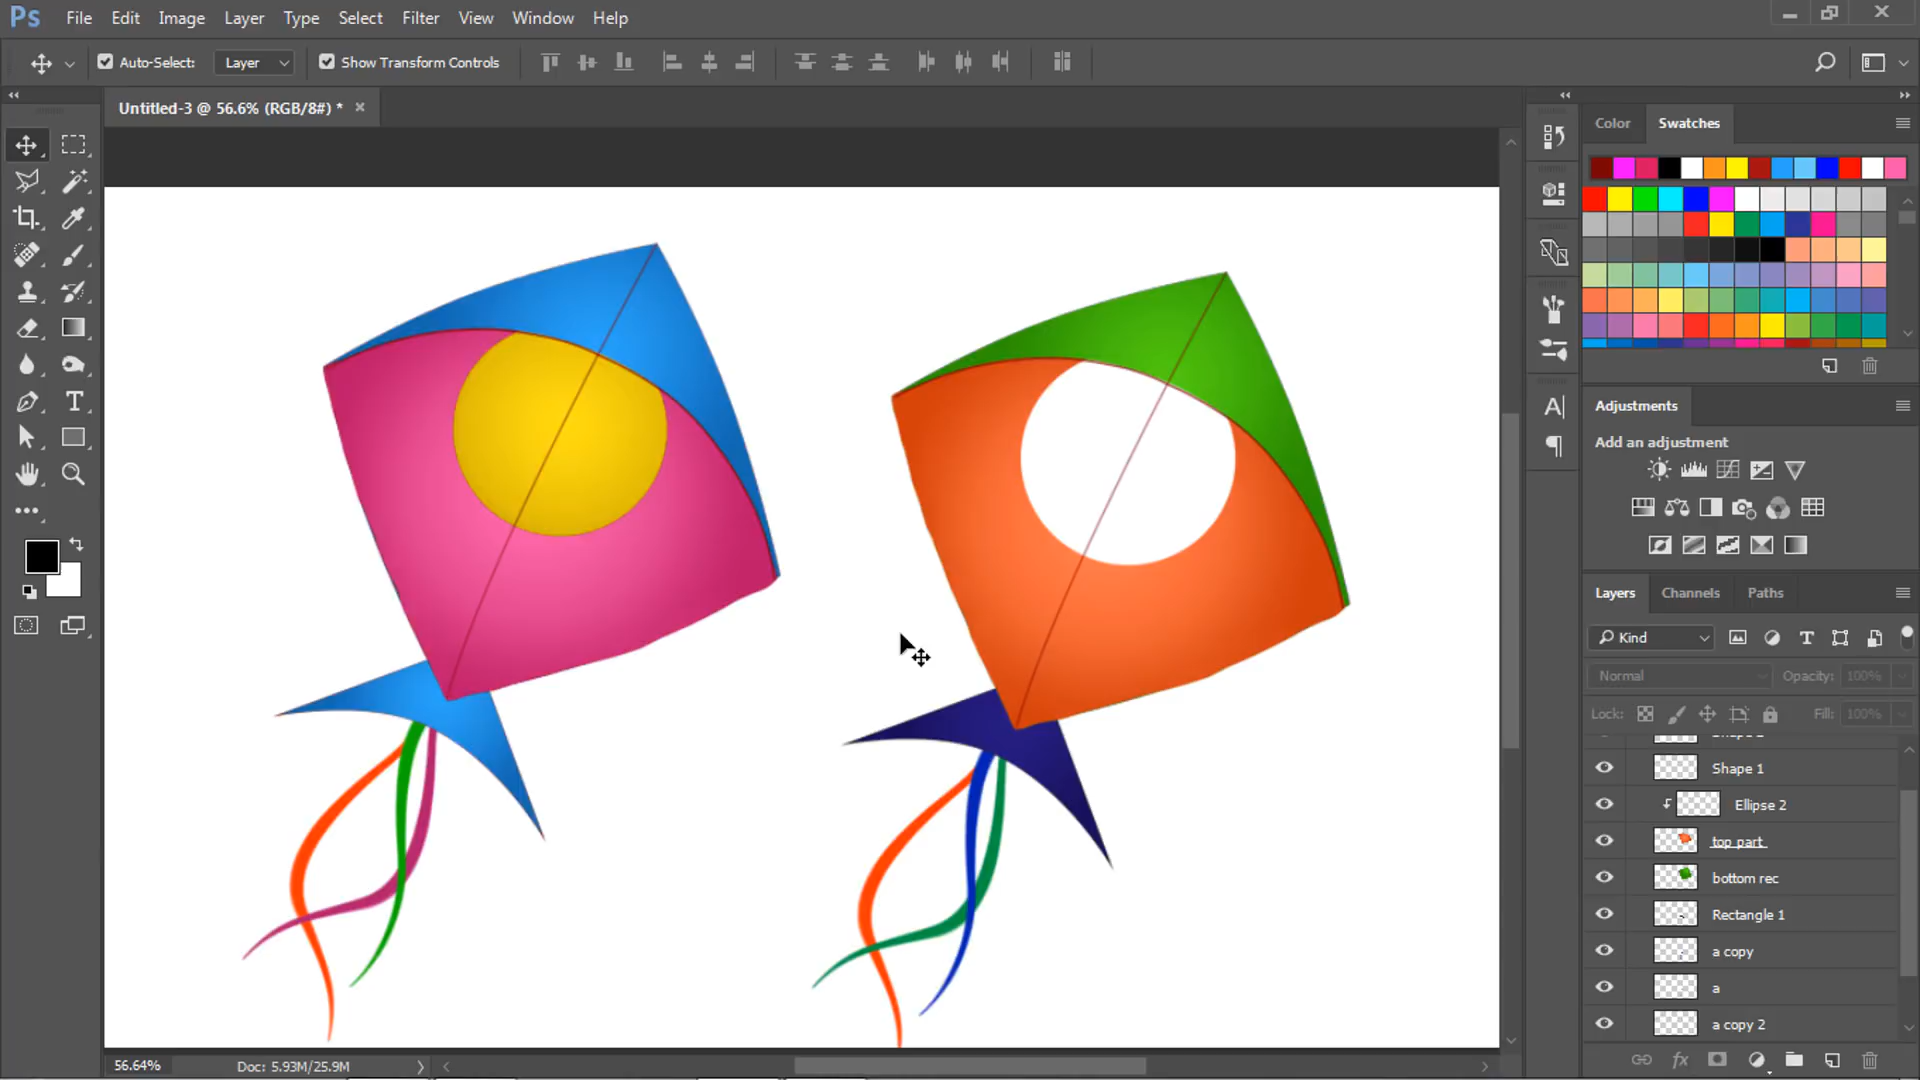 Ps File Edit Image Layer Type Select Filter View Window Help
Auto-Select: Layer Show Transform Controls
Untitled-3 @ 56.6% (RGB/8#) *
Color Swatches
Adjustments
Add an adjustment
Layers Channels Paths
Kind
Normal Opacity: 100%
Lock: Fill: 100%
Shape 1
Ellipse 2
top part
bottom rec
Rectangle 1
a copy
a
a copy 2
56.64% Doc: 5.93M/25.9M